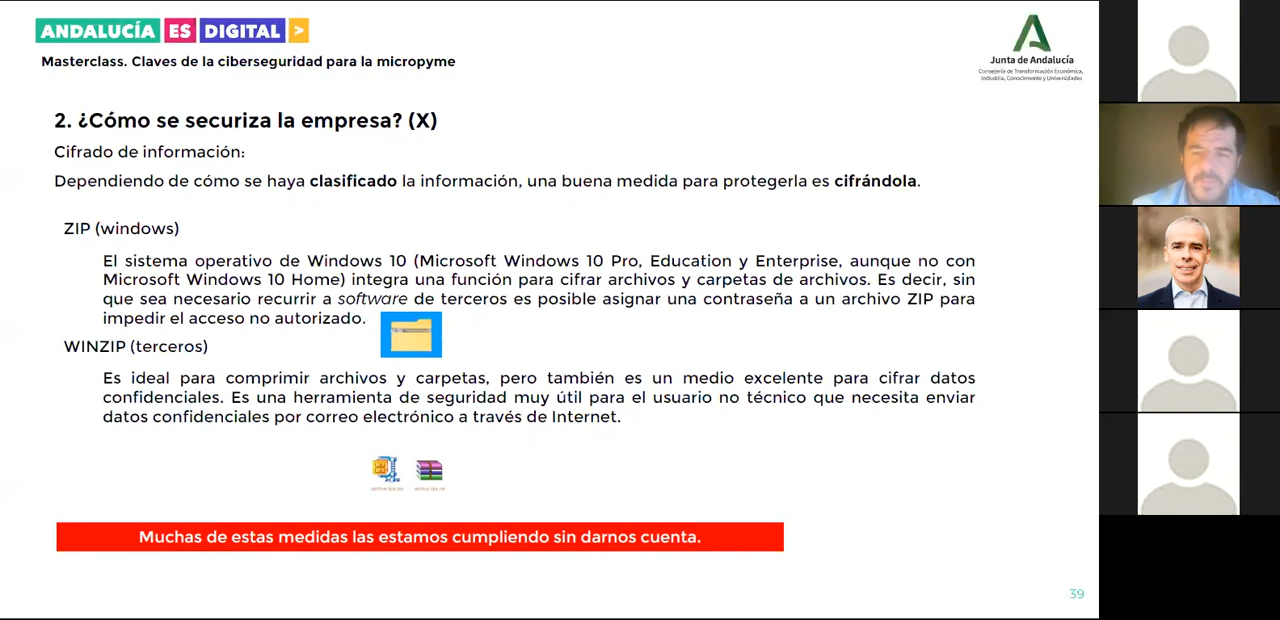 ANDALUCÍA ES DIGITAL >
Masterclass. Claves de la ciberseguridad para la micropyme
Junta de Andalucía
Consejería de Transformación Económica,
Industria, Conocimiento y Universidades
2. ¿Cómo se securiza la empresa? (X)
Cifrado de información:
Dependiendo de cómo se haya clasificado la información, una buena medida para protegerla es cifrándola.
ZIP (windows)
El sistema operativo de Windows 10 (Microsoft Windows 10 Pro, Education y Enterprise, aunque no con
Microsoft Windows 10 Home) integra una función para cifrar archivos y carpetas de archivos. Es decir, sin
que sea necesario recurrir a software de terceros es posible asignar una contraseña a un archivo ZIP para
impedir el acceso no autorizado.
WINZIP (terceros)
Es ideal para comprimir archivos y carpetas, pero también es un medio excelente para cifrar datos
confidenciales. Es una herramienta de seguridad muy útil para el usuario no técnico que necesita enviar
datos confidenciales por correo electrónico a través de Internet.
Muchas de estas medidas las estamos cumpliendo sin darnos cuenta.
39